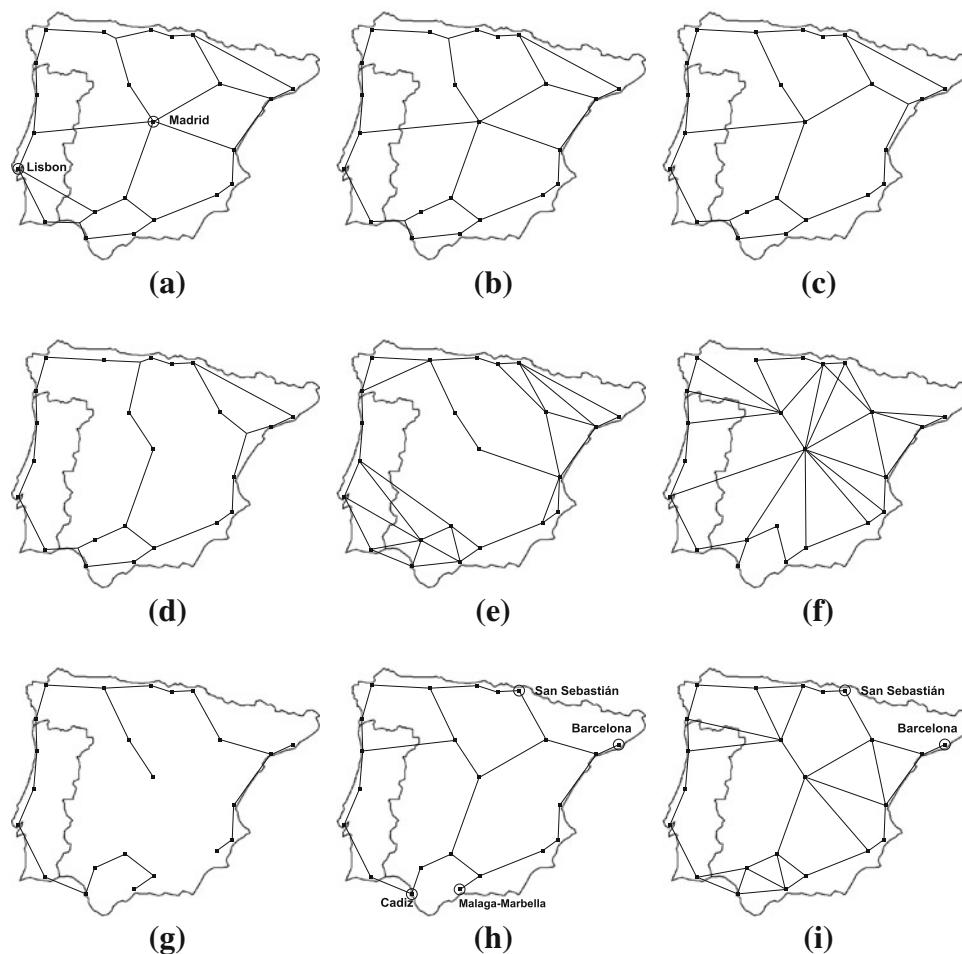 Madrid
Lisbon
(a) (b) (c)
(d) (e) (f)
San Sebastián San Sebastián
Barcelona Barcelona
Cadiz Malaga-Marbella
(g) (h) (i)